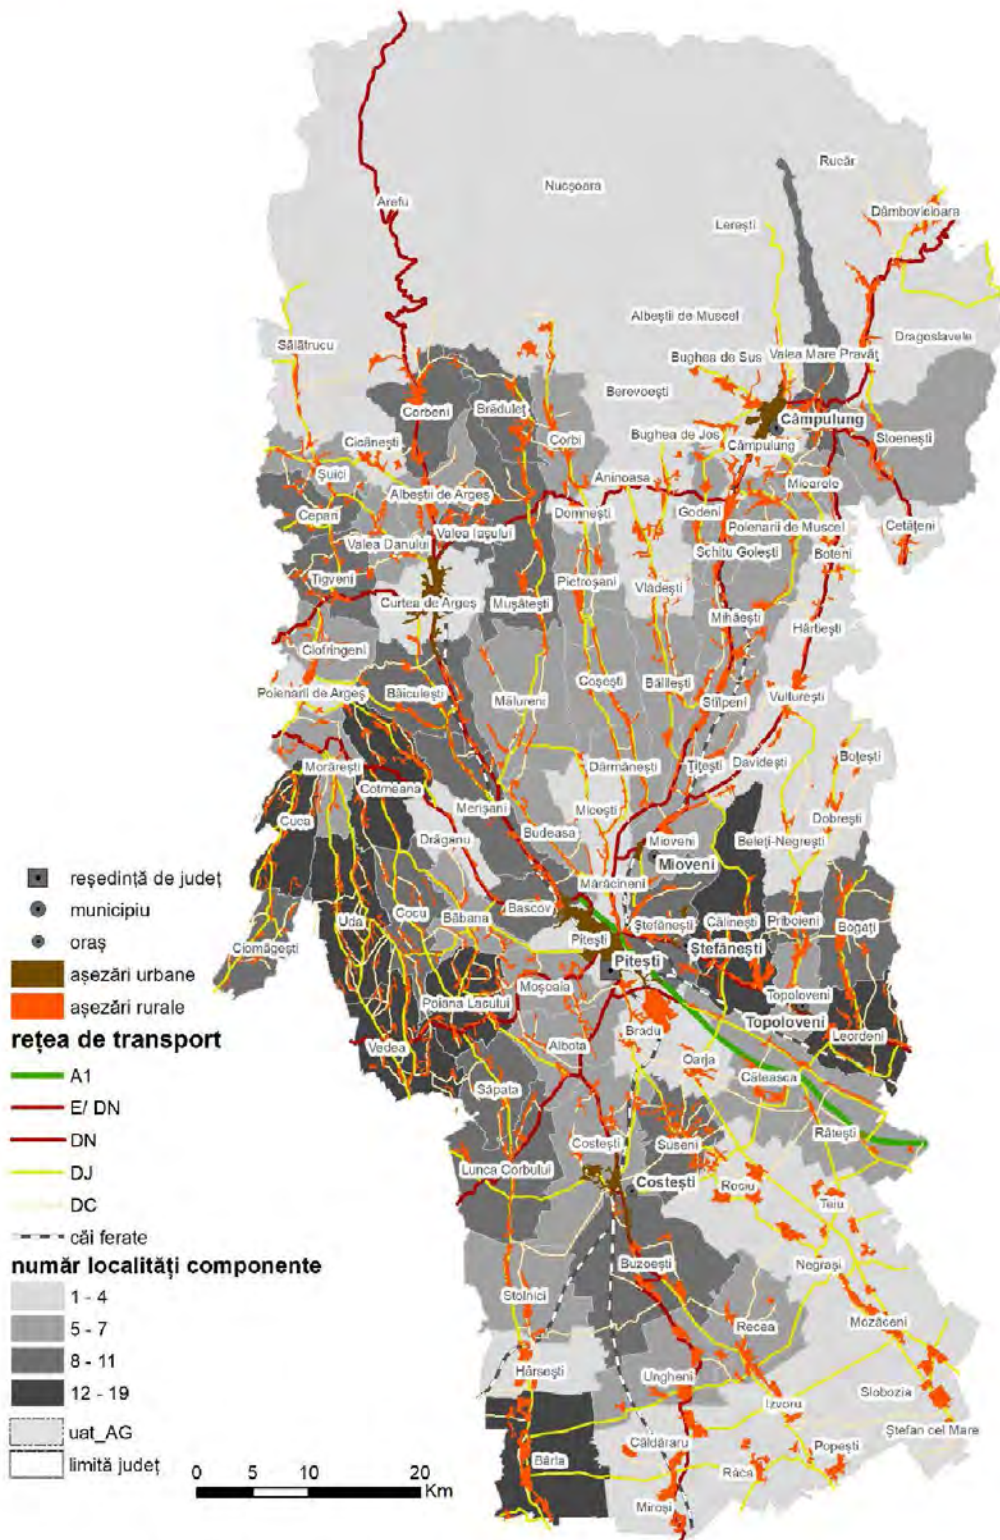 Rucăr
Nucșoara
Arefu
Dâmbovicioara
Lerești
Albeștii de Muscel
Dragoslavele
Sălătrucu
Bughea de Sus
Valea Mare Pravăț
Berevoești
Corbeni
Brăduleț
Câmpulung
Cicănești
Corbi
Bughea de Jos
Câmpulung
Stoenești
Șuici
Aninoasa
Mioarele
Albeștii de Argeș
Cepari
Domnești
Godeni
Poienarii de Muscel
Cetățeni
Valea Danului
Valea Iașului
Schitu Golești
Boteni
Tigveni
Pietroșani
Vlădești
Curtea de Argeș
Mușătești
Mihăești
Hârtiești
Ciofringeni
Poienarii de Argeș
Băiculești
Mălureni
Coșești
Bălilești
Stîlpeni
Vulturești
Morărești
Cotmeana
Dărmănești
Țițești
Davidești
Boțești
Cuca
Merișani
Micești
Dobrești
Drăganu
Budeasa
Mioveni
Mioveni
Beleți-Negrești
Mărăcineni
Uda
Cocu
Băbana
Bascov
Ștefănești
Călinești
Priboieni
Bogați
Ciomăgești
Pitești
Ștefănești
Pitești
Poiana Lacului
Moșoaia
Topoloveni
Topoloveni
Leordeni
Vedea
Albota
Bradu
Oarja
Căteasca
Săpata
Rătești
Costești
Suseni
Lunca Corbului
Costești
Rociu
Teiu
Buzoești
Negrași
Stolnici
Recea
Mozăceni
Hârsești
Ungheni
Izvoru
Slobozia
Ștefan cel Mare
Bârla
Căldăraru
Popești
Râca
Miroși
reședință de județ
municipiu
oraș
așezări urbane
așezări rurale
rețea de transport
A1
E/ DN
DN
DJ
DC
căi ferate
număr localități componente
1 - 4
5 - 7
8 - 11
12 - 19
uat_AG
limită județ
0 5 10 20
Km